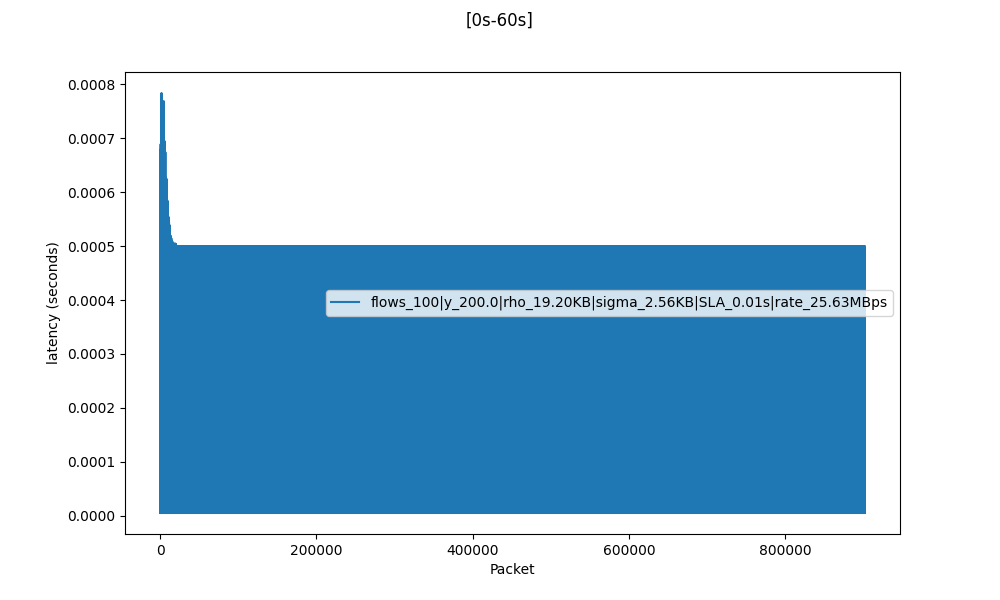 [0s-60s]
latency (seconds)
0.0008
0.0007
0.0006
0.0005
0.0004
0.0003
0.0002
0.0001
0.0000
flows_100|y_200.0|rho_19.20KB|sigma_2.56KB|SLA_0.01s|rate_25.63MBps
0 200000 400000 600000 800000
Packet